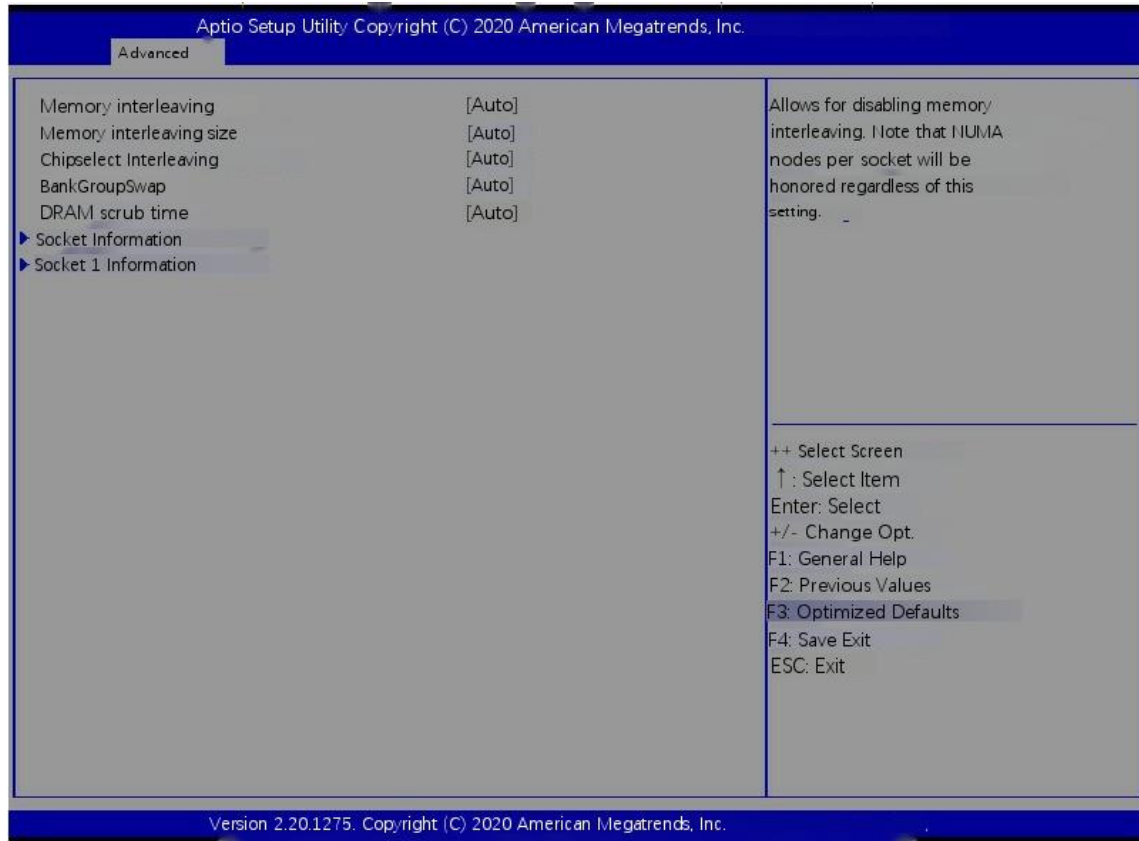 Aptio Setup Utility Copyright (C) 2020 American Megatrends, Inc.
Advanced
Memory interleaving [Auto]
Memory interleaving size [Auto]
Chipselect Interleaving [Auto]
BankGroupSwap [Auto]
DRAM scrub time [Auto]
Socket Information
Socket 1 Information
Allows for disabling memory
interleaving. Note that NUMA
nodes per socket will be
honored regardless of this
setting.
++ Select Screen
↑ : Select Item
Enter: Select
+/- Change Opt.
F1: General Help
F2: Previous Values
F3: Optimized Defaults
F4: Save Exit
ESC: Exit
Version 2.20.1275. Copyright (C) 2020 American Megatrends, Inc.